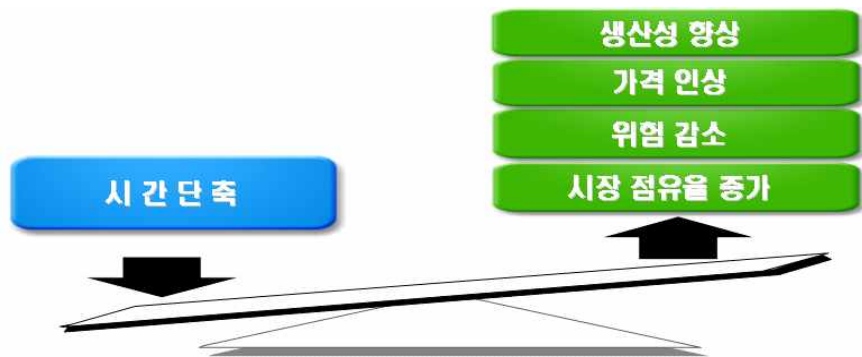 생산성 향상
가격 인상
위험 감소
시장 점유율 증가
시 간 단 축